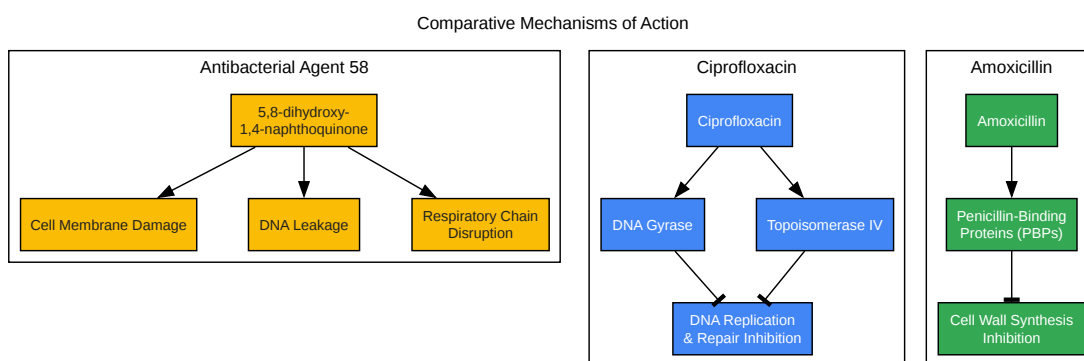 Comparative Mechanisms of Action
Antibacterial Agent 58
5,8-dihydroxy-
1,4-naphthoquinone
Cell Membrane Damage
DNA Leakage
Respiratory Chain
Disruption
Ciprofloxacin
Ciprofloxacin
DNA Gyrase
Topoisomerase IV
DNA Replication
& Repair Inhibition
Amoxicillin
Amoxicillin
Penicillin-Binding
Proteins (PBPs)
Cell Wall Synthesis
Inhibition